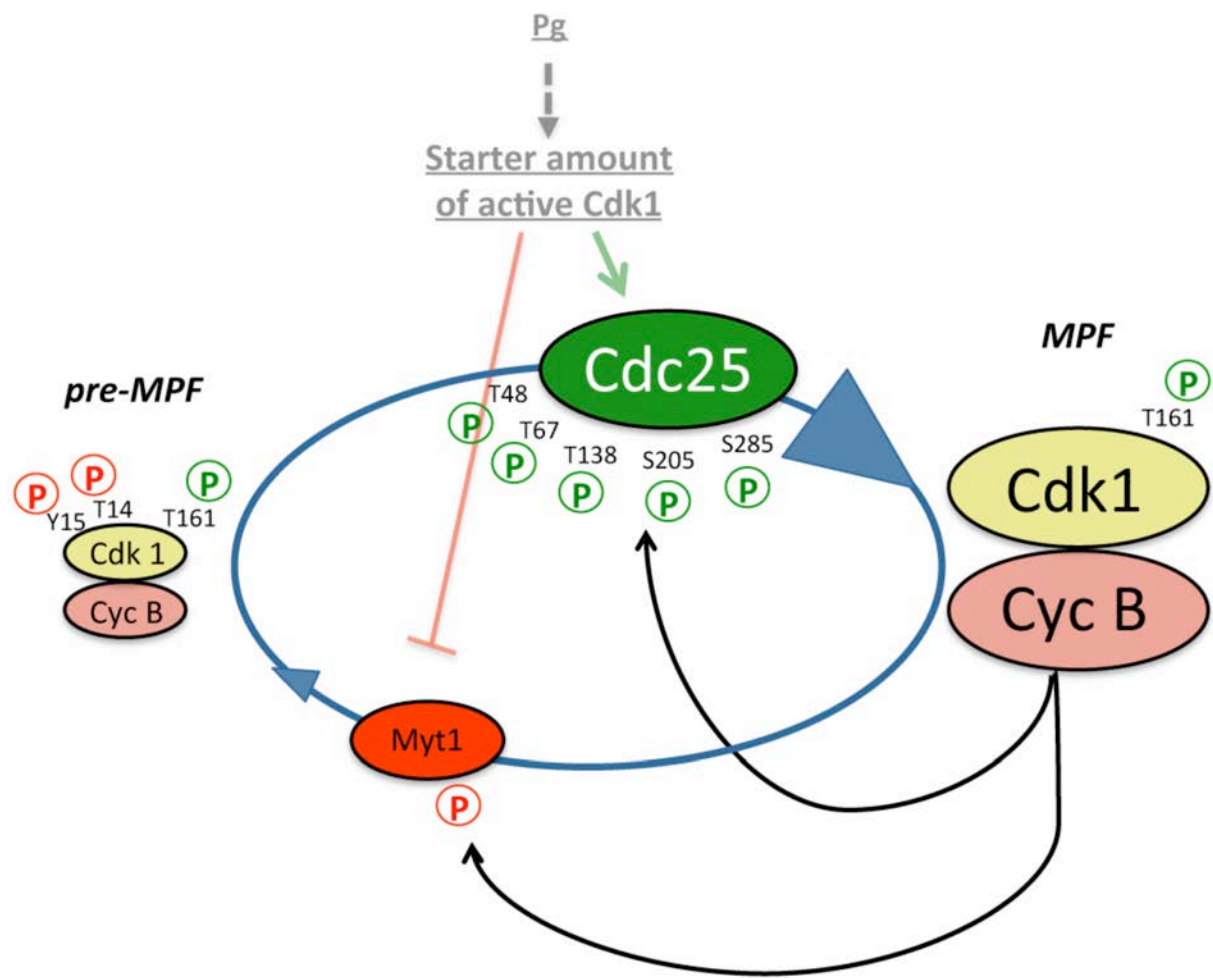 Pg
Starter amount
of active Cdk1
Cdc25
MPF
pre-MPF
P
T161
T48
P
T67
P
T138
P
S205
P
S285
P
Cdk1
Cyc B
P
P
P
Y15
T14
T161
Cdk 1
Cyc B
Myt1
P